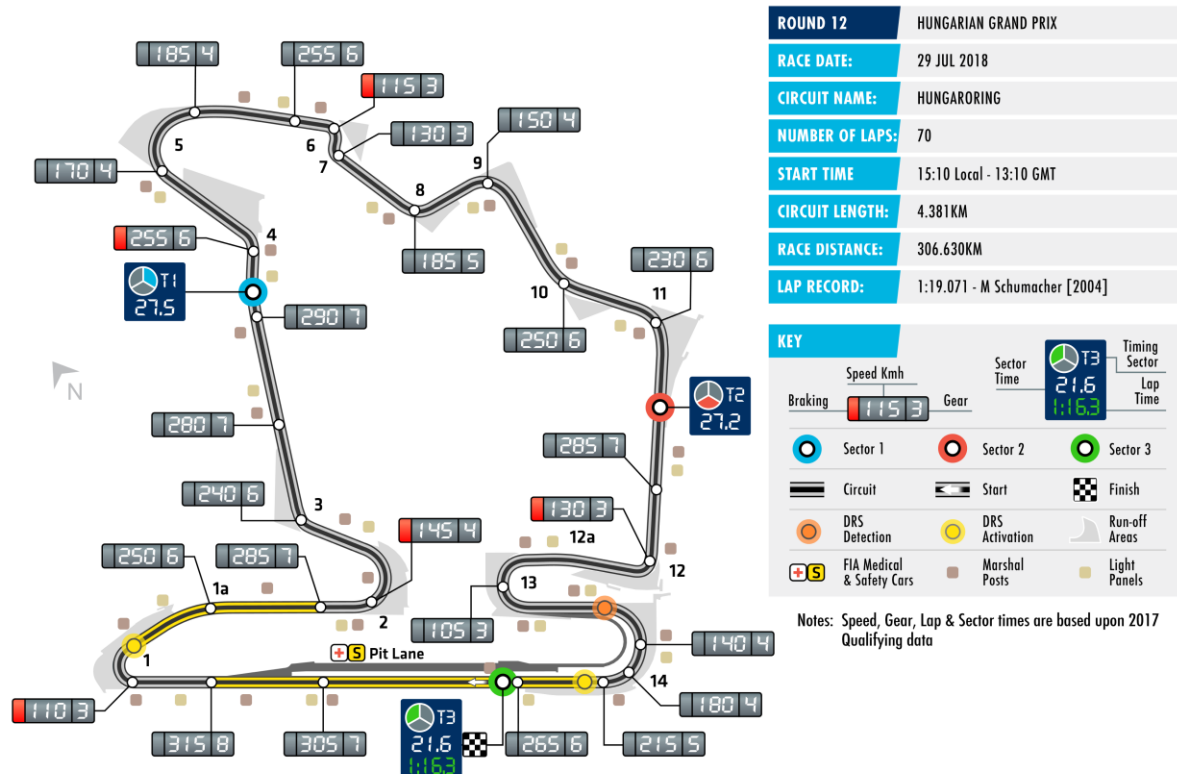 185 4
255 6
115 3
130 3
150 4
5
6
7
9
170 4
8
255 6
4
185 5
230 6
T1
27.5
10
11
290 7
250 6
N
T2
27.2
280 7
285 7
240 6
3
130 3
145 4
12a
250 6
285 7
12
13
1a
2
105 3
140 4
1
+ S Pit Lane
14
110 3
180 4
315 8
305 7
T3
21.6
1:16.3
265 6
215 5
ROUND 12 HUNGARIAN GRAND PRIX
RACE DATE: 29 JUL 2018
CIRCUIT NAME: HUNGARORING
NUMBER OF LAPS: 70
START TIME 15:10 Local - 13:10 GMT
CIRCUIT LENGTH: 4.381KM
RACE DISTANCE: 306.630KM
LAP RECORD: 1:19.071 - M Schumacher [2004]
KEY
Speed Kmh
Braking 115 3 Gear
Sector Time
T3
21.6
1:16.3
Timing Sector
Lap Time
Sector 1 Sector 2 Sector 3
Circuit Start Finish
DRS Detection DRS Activation Run-off Areas
+ S FIA Medical & Safety Cars Marshal Posts Light Panels
Notes: Speed, Gear, Lap & Sector times are based upon 2017
Qualifying data